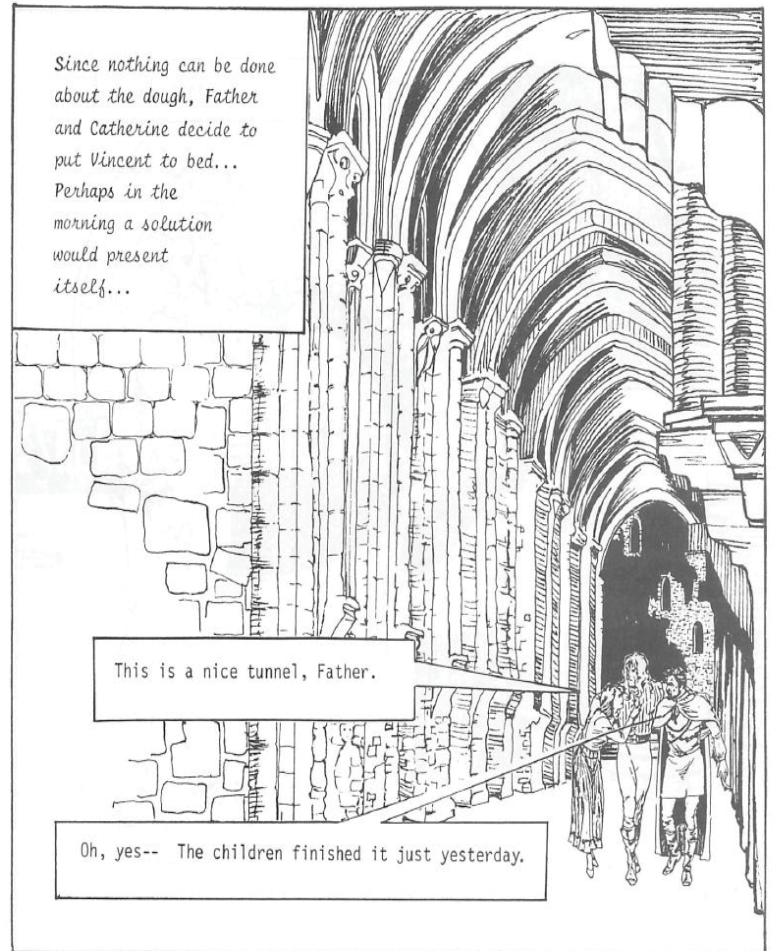 Since nothing can be done
about the dough, Father
and Catherine decide to
put Vincent to bed...
Perhaps in the
morning a solution
would present
itself...
This is a nice tunnel, Father.
Oh, yes-- The children finished it just yesterday.